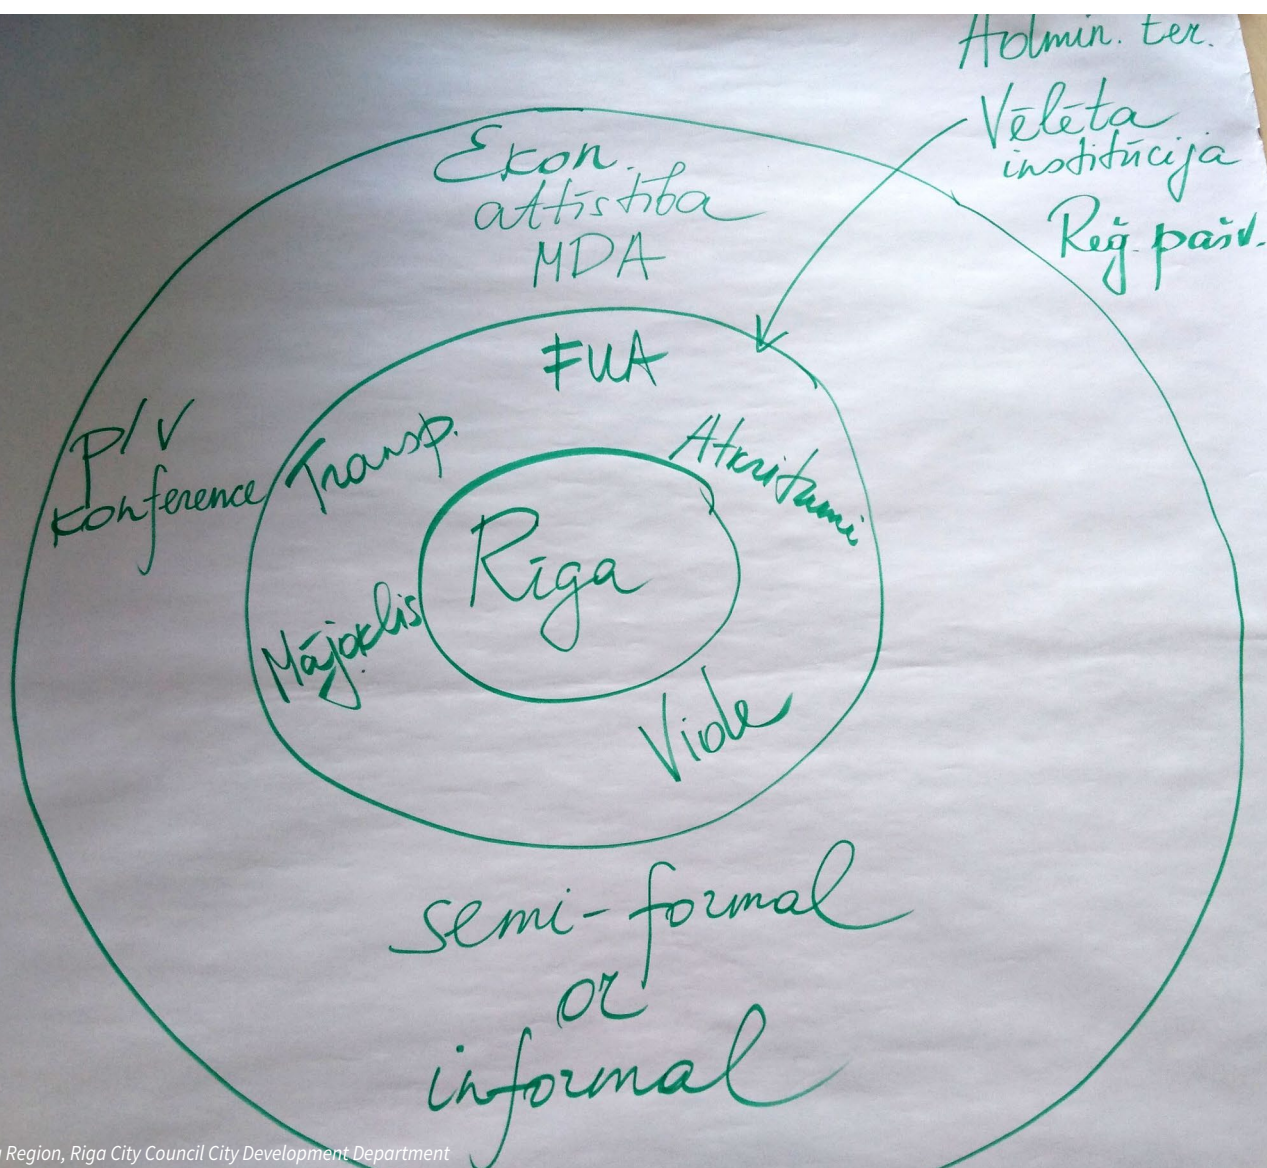 Admin. ter.
Vēlēta
institūcija
Reģ. pašv.
Ekon.
attīstība
MDA
FUA
P/V
konference
Transp.
Atkritumi
Rīga
Mājoklis
Vide
semi-formal
or
informal
Region, Riga City Council City Development Department